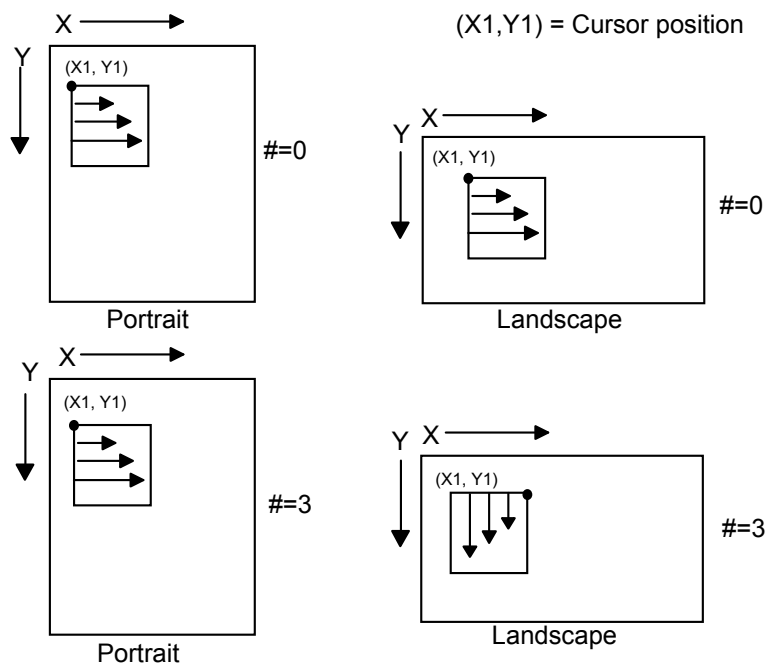 X
(X1,Y1) = Cursor position
Y
(X1, Y1)
#=0
Portrait
X
Y
(X1, Y1)
#=0
Landscape
X
Y
(X1, Y1)
#=3
Portrait
X
Y
(X1, Y1)
#=3
Landscape